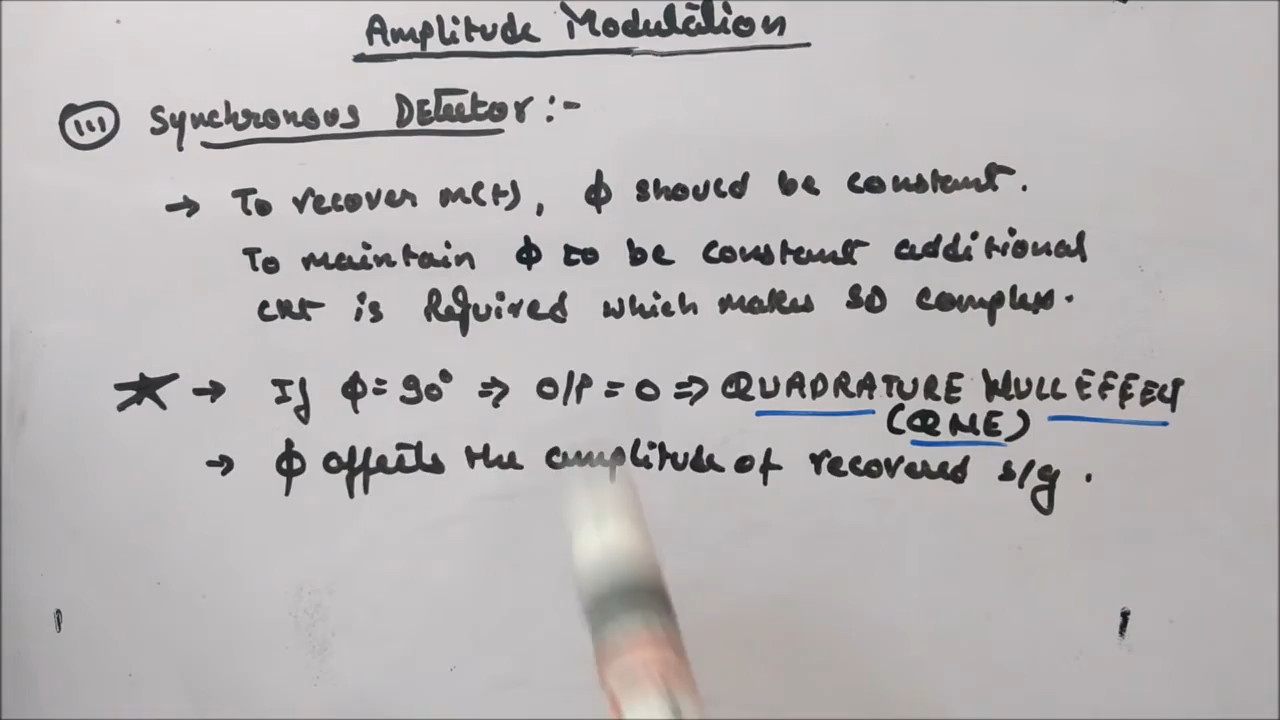 Amplitude Modulation
(iii) Synchronous Detector :-
→ To recover m(t), ϕ should be constant.
To maintain ϕ to be constant additional
CKT is required which makes SD complex.
★ → If ϕ = 90° ⇒ O/P = 0 ⇒ QUADRATURE NULL EFFECT
(QNE)
→ ϕ affects the amplitude of recovered s/g .